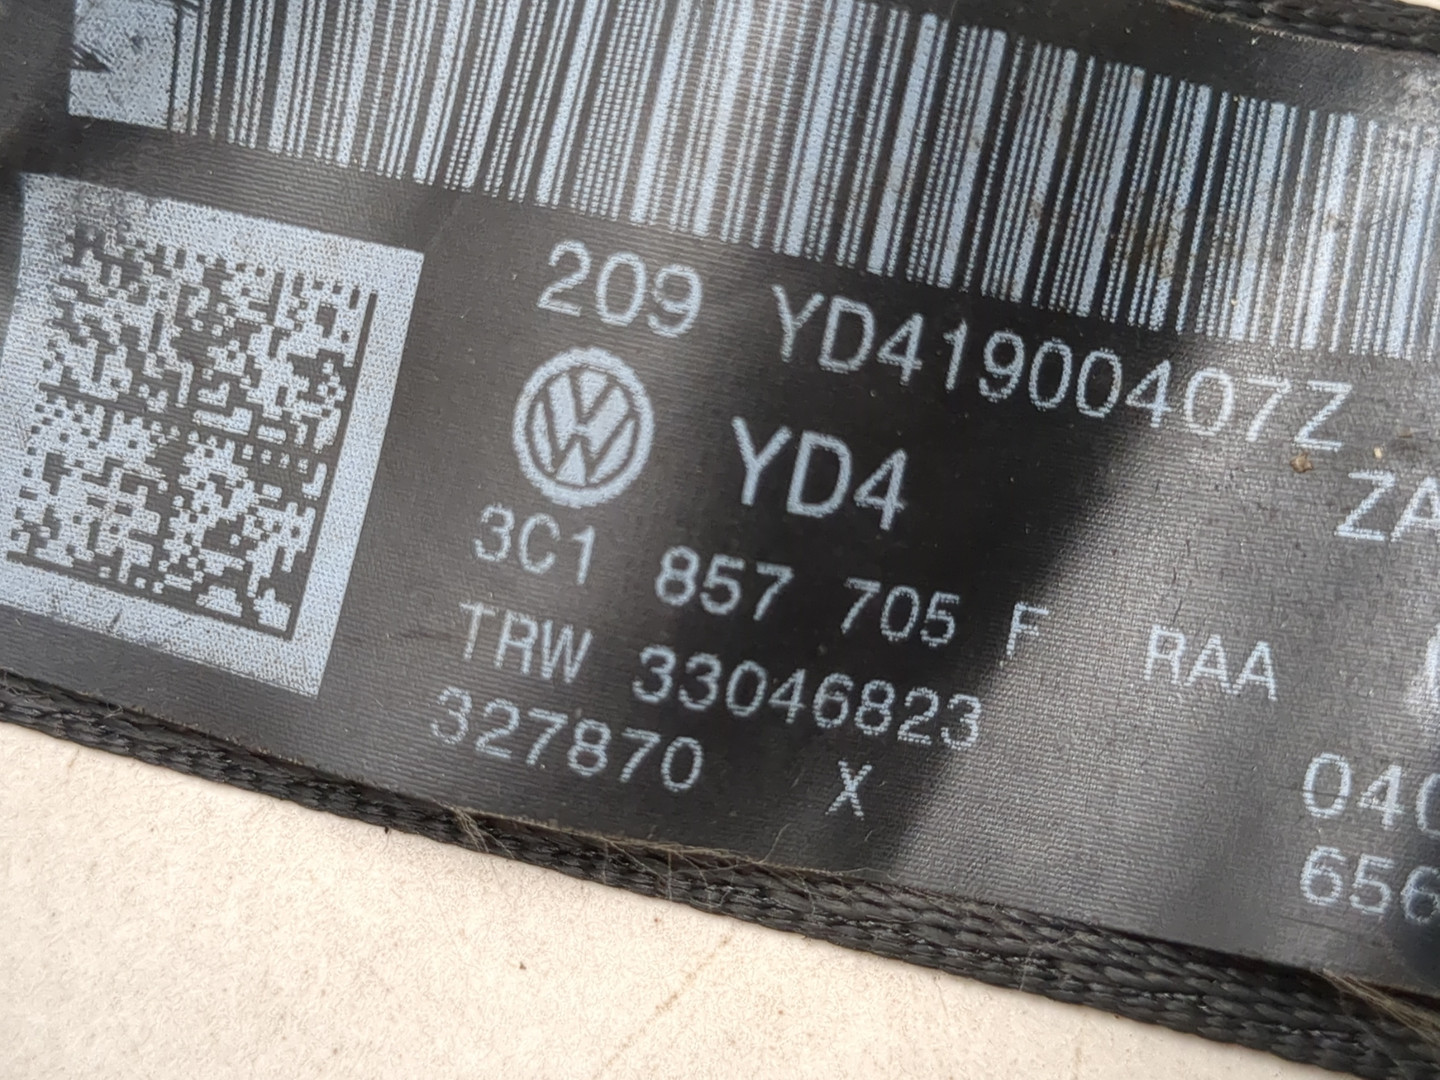 209 YD41900407Z
YD4 ZA
3C1 857 705 F RAA
TRW 33046823
327870 X 04
656